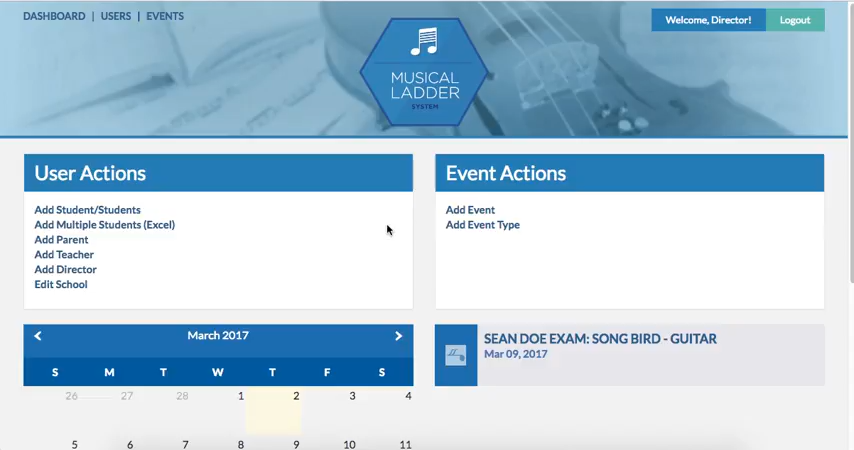 DASHBOARD | USERS | EVENTS
Welcome, Director! Logout
MUSICAL
LADDER
SYSTEM
User Actions
Add Student/Students
Add Multiple Students (Excel)
Add Parent
Add Teacher
Add Director
Edit School
Event Actions
Add Event
Add Event Type
March 2017
S M T W T F S
26 27 28 1 2 3 4
5 6 7 8 9 10 11
SEAN DOE EXAM: SONG BIRD - GUITAR
Mar 09, 2017